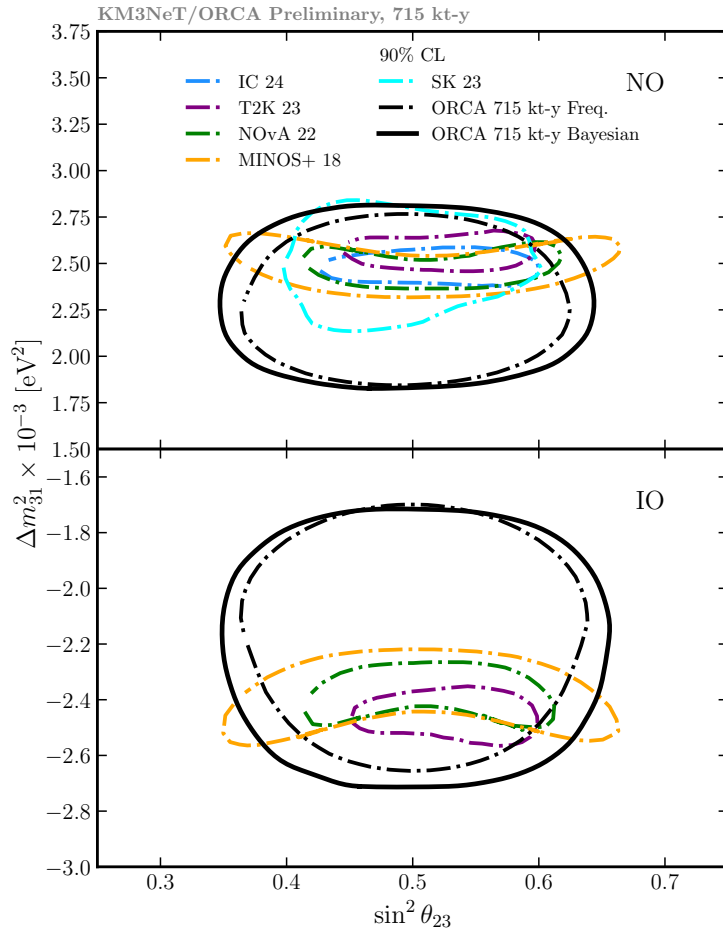 KM3NeT/ORCA Preliminary, 715 kt-y
90% CL
IC 24
T2K 23
NOvA 22
MINOS+ 18
SK 23
ORCA 715 kt-y Freq.
ORCA 715 kt-y Bayesian
NO
3.75
3.50
3.25
3.00
2.75
2.50
2.25
2.00
1.75
1.50
IO
−1.6
−1.8
−2.0
−2.2
−2.4
−2.6
−2.8
−3.0
Δm²₃₁ × 10⁻³ [eV²]
0.3 0.4 0.5 0.6 0.7
sin² θ₂₃